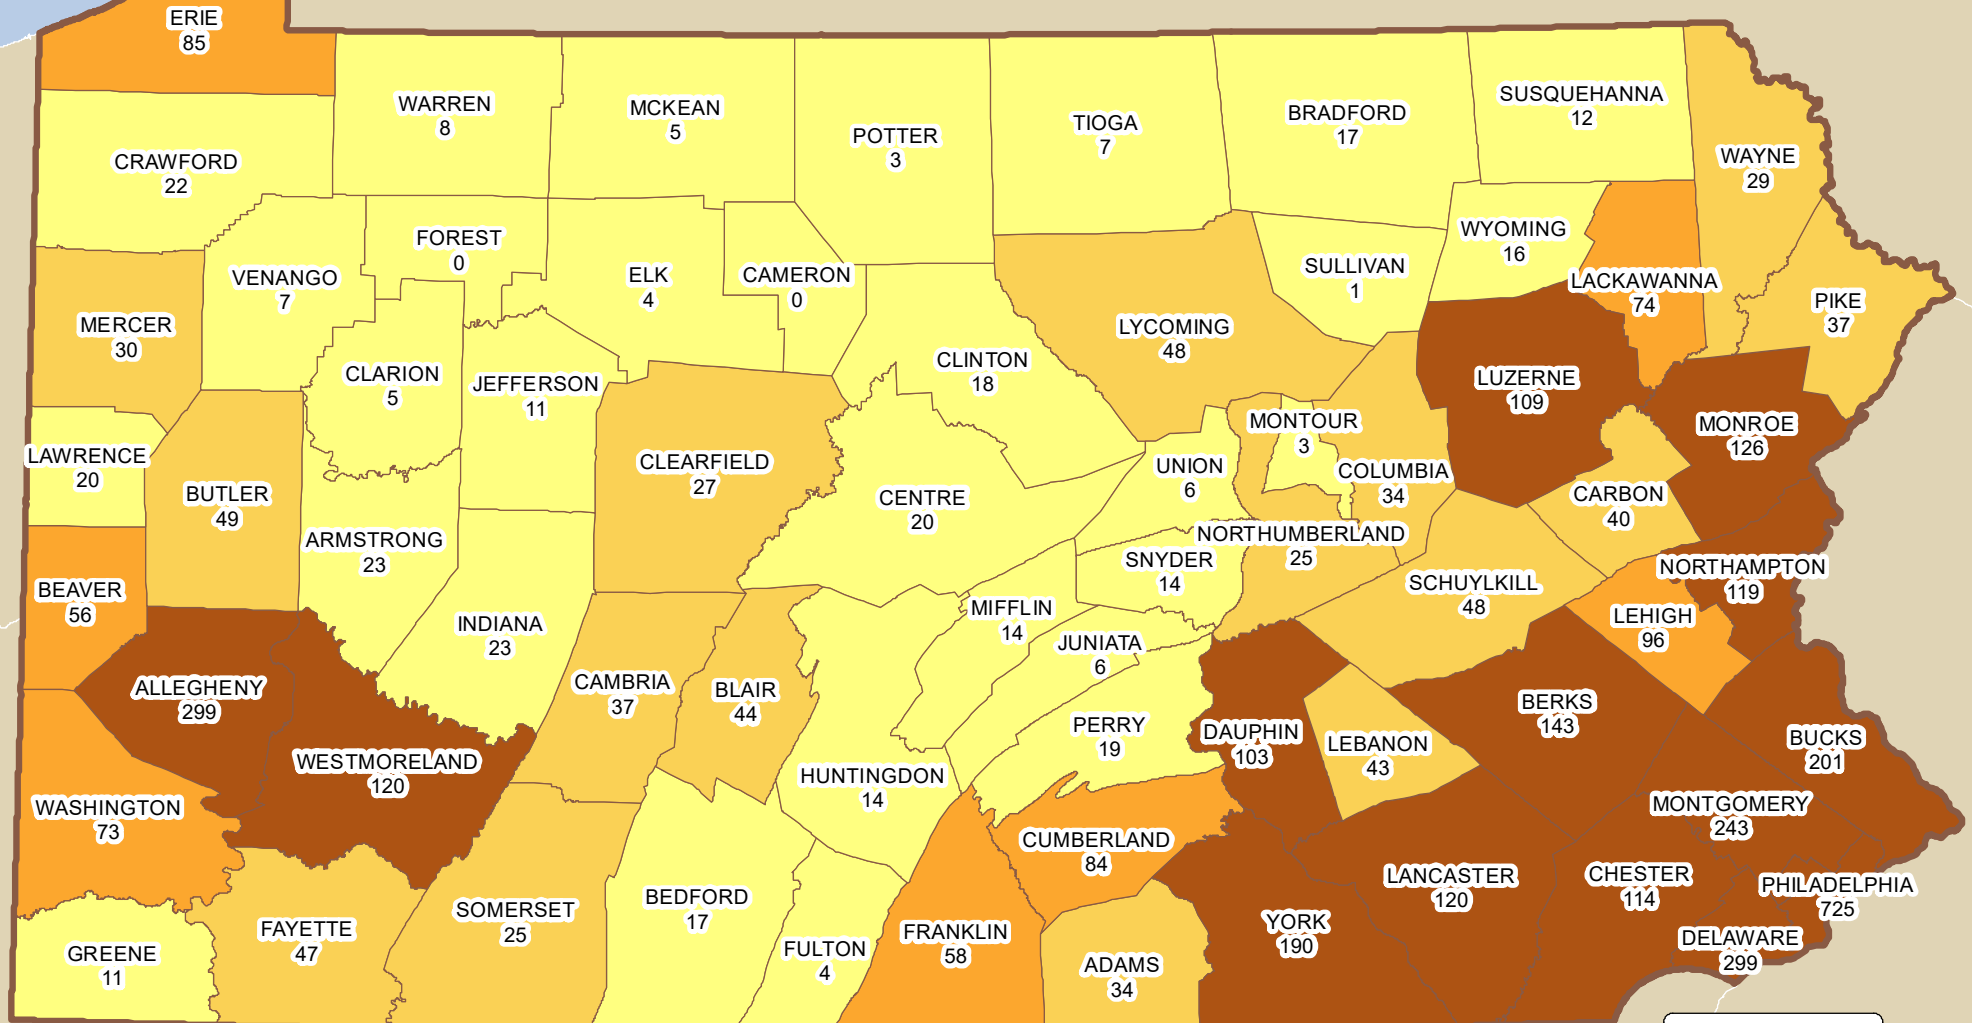 ERIE
85
WARREN
8
MCKEAN
5
POTTER
3
TIOGA
7
BRADFORD
17
SUSQUEHANNA
12
WAYNE
29
CRAWFORD
22
FOREST
0
VENANGO
7
ELK
4
CAMERON
0
SULLIVAN
1
WYOMING
16
LACKAWANNA
74
PIKE
37
MERCER
30
CLARION
5
JEFFERSON
11
CLINTON
18
LYCOMING
48
LUZERNE
109
MONROE
126
LAWRENCE
20
BUTLER
49
CLEARFIELD
27
CENTRE
20
UNION
6
MONTOUR
3
COLUMBIA
34
CARBON
40
ARMSTRONG
23
SNYDER
14
NORTHUMBERLAND
25
SCHUYLKILL
48
NORTHAMPTON
119
BEAVER
56
INDIANA
23
MIFFLIN
14
JUNIATA
6
LEHIGH
96
ALLEGHENY
299
CAMBRIA
37
BLAIR
44
PERRY
19
DAUPHIN
103
LEBANON
43
BERKS
143
BUCKS
201
WESTMORELAND
120
WASHINGTON
73
HUNTINGDON
14
CUMBERLAND
84
MONTGOMERY
243
LANCASTER
120
CHESTER
114
PHILADELPHIA
725
GREENE
11
FAYETTE
47
SOMERSET
25
BEDFORD
17
FULTON
4
FRANKLIN
58
ADAMS
34
YORK
190
DELAWARE
299